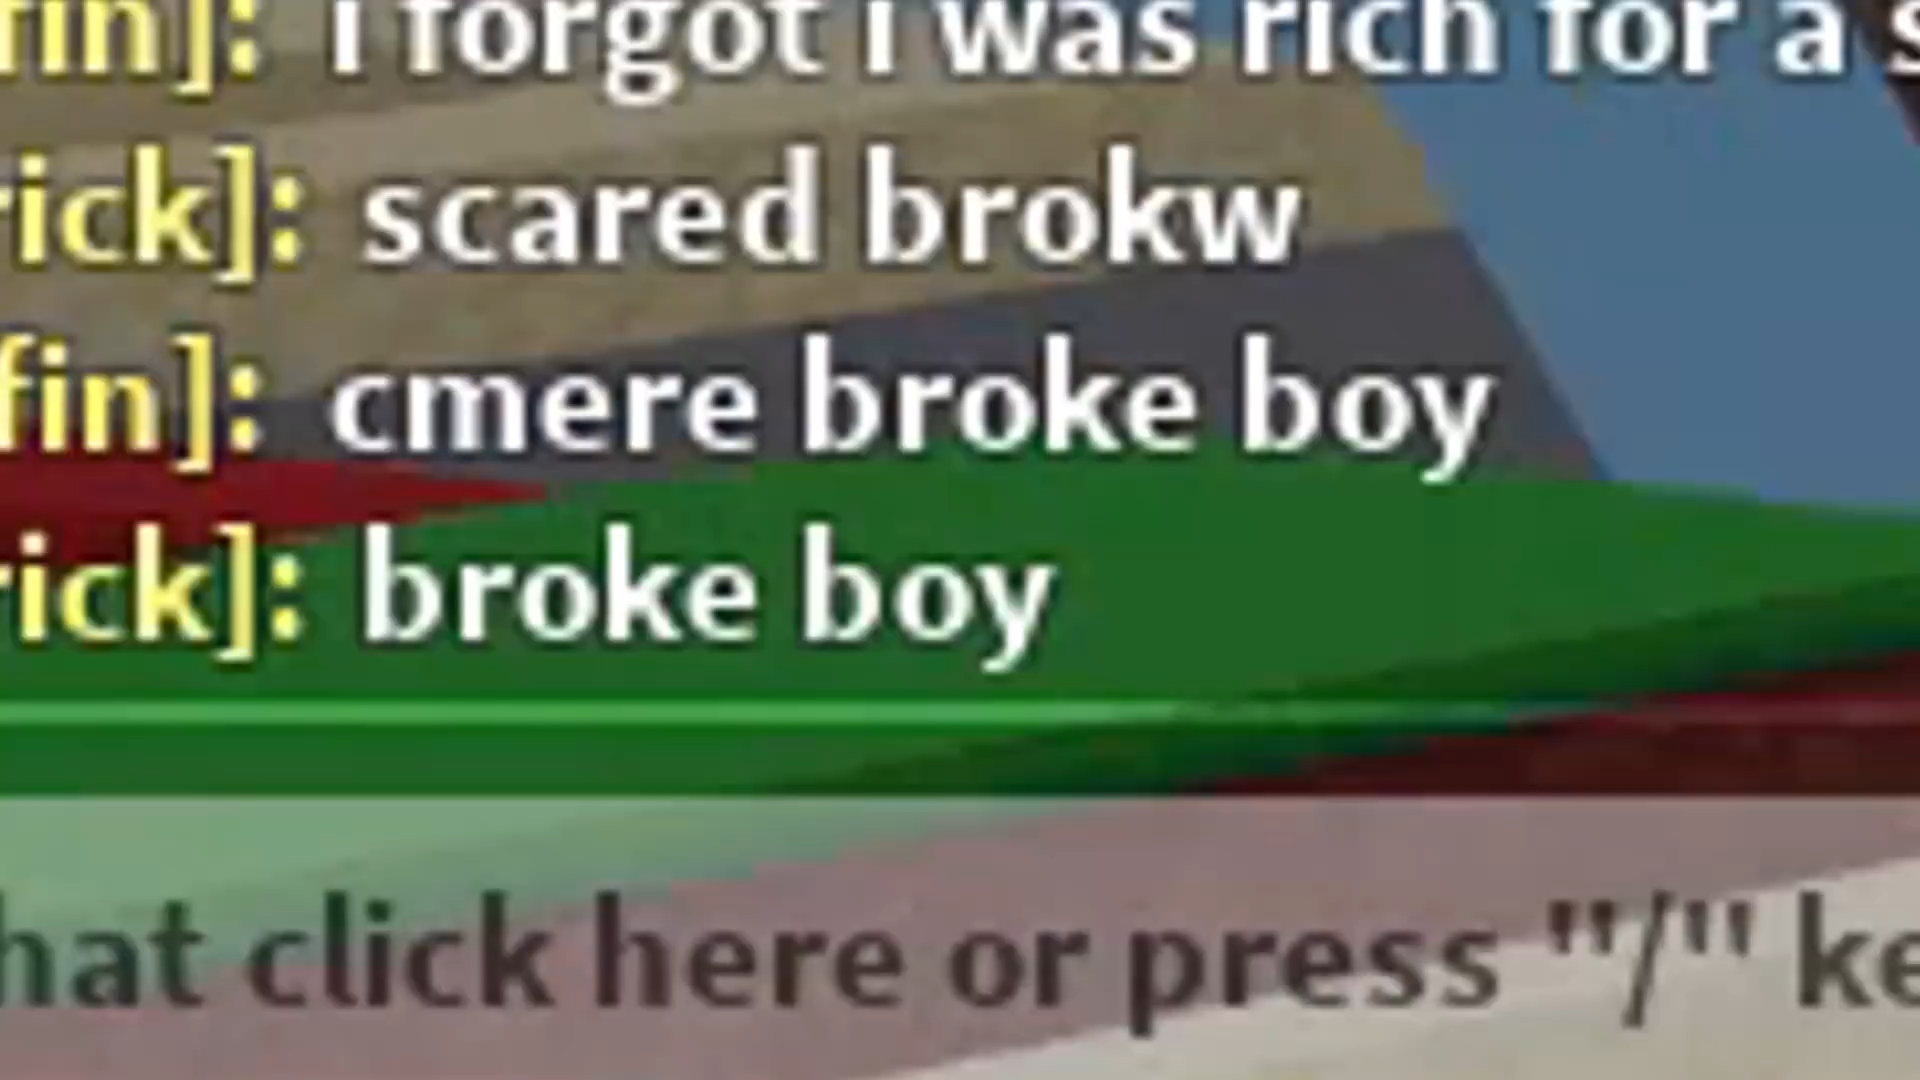 fin]: i forgot i was rich for a s
rick]: scared brokw
fin]: cmere broke boy
rick]: broke boy
hat click here or press "/" ke